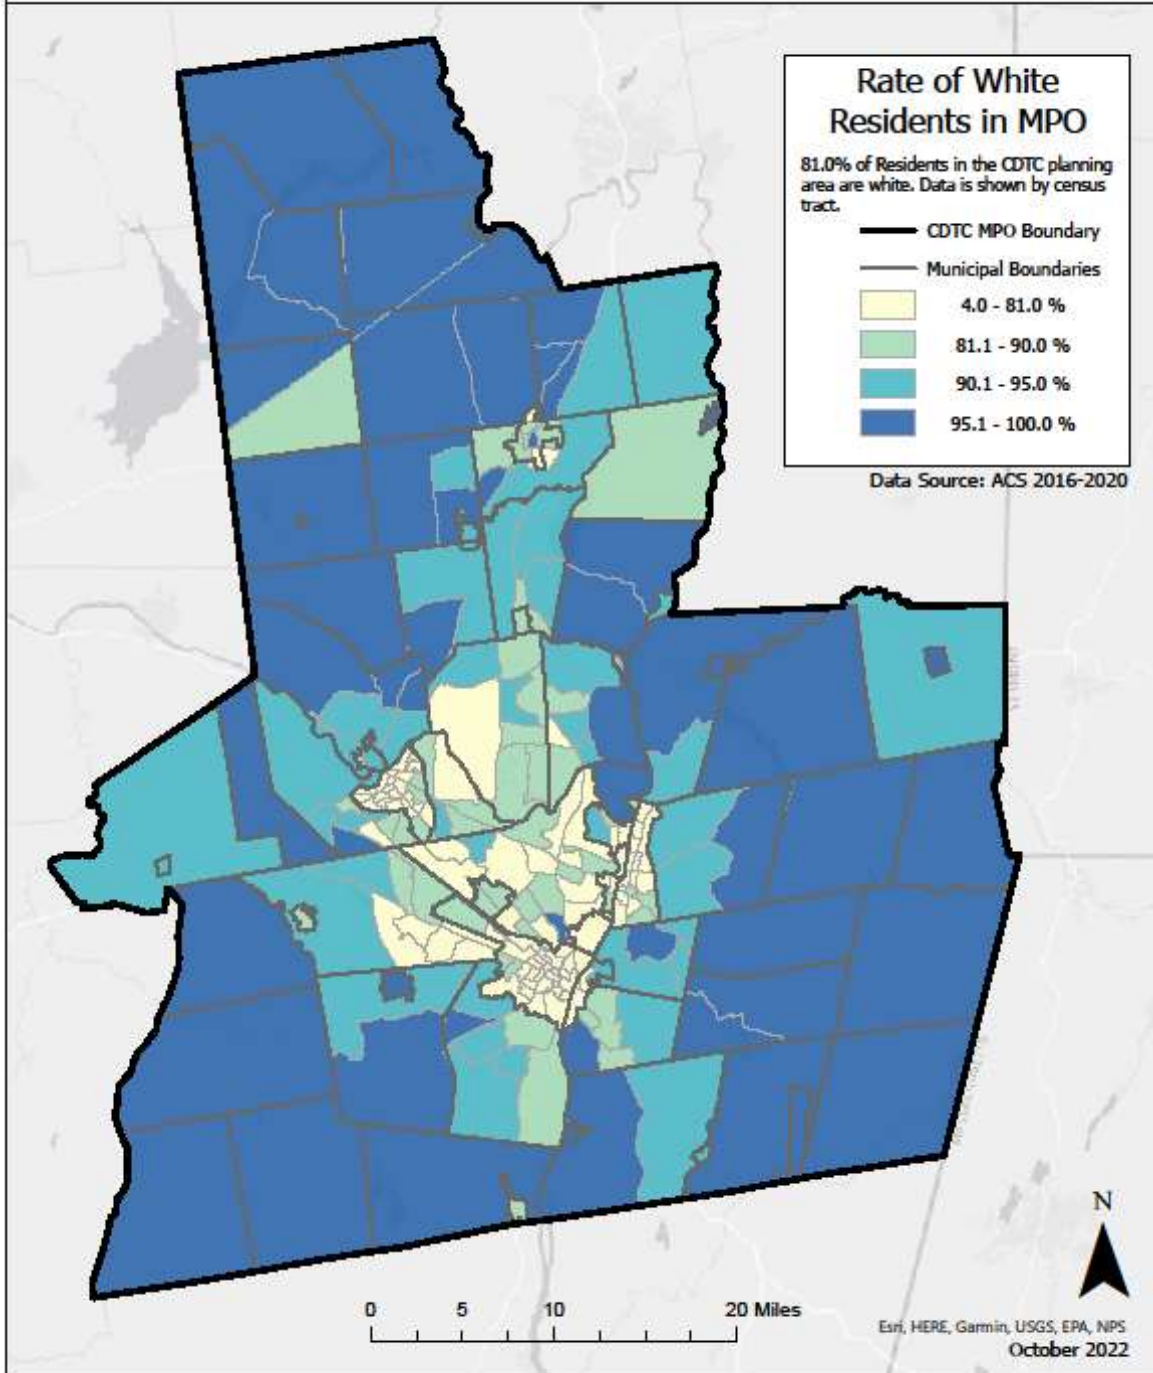 Rate of White
Residents in MPO
81.0% of Residents in the CDTC planning
area are white. Data is shown by census
tract.
CDTC MPO Boundary
Municipal Boundaries
4.0 - 81.0 %
81.1 - 90.0 %
90.1 - 95.0 %
95.1 - 100.0 %
Data Source: ACS 2016-2020
N
0 5 10 20 Miles
Esri, HERE, Garmin, USGS, EPA, NPS
October 2022